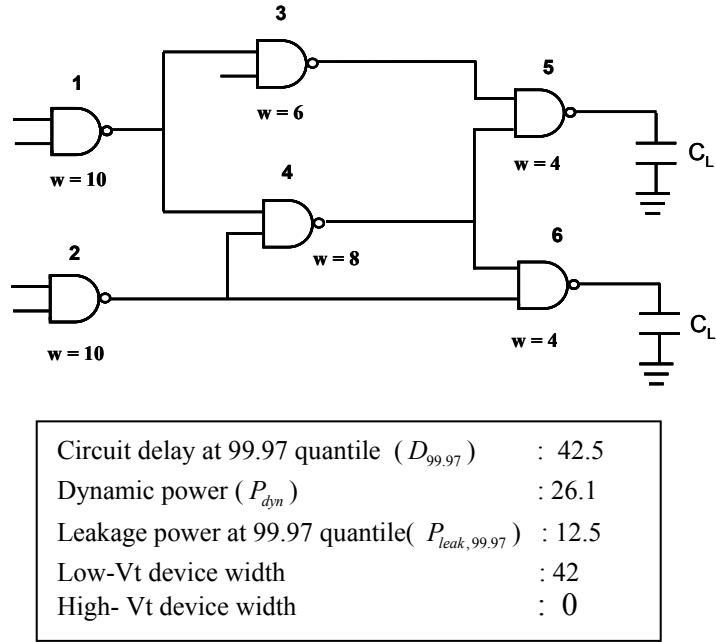 3
1
5
w = 6
C_L
w = 10
4
w = 4
2
6
w = 8
w = 10
w = 4
C_L
Circuit delay at 99.97 quantile ( D_99.97 ) : 42.5
Dynamic power ( P_dyn ) : 26.1
Leakage power at 99.97 quantile( P_leak,99.97 ) : 12.5
Low-Vt device width : 42
High- Vt device width : 0